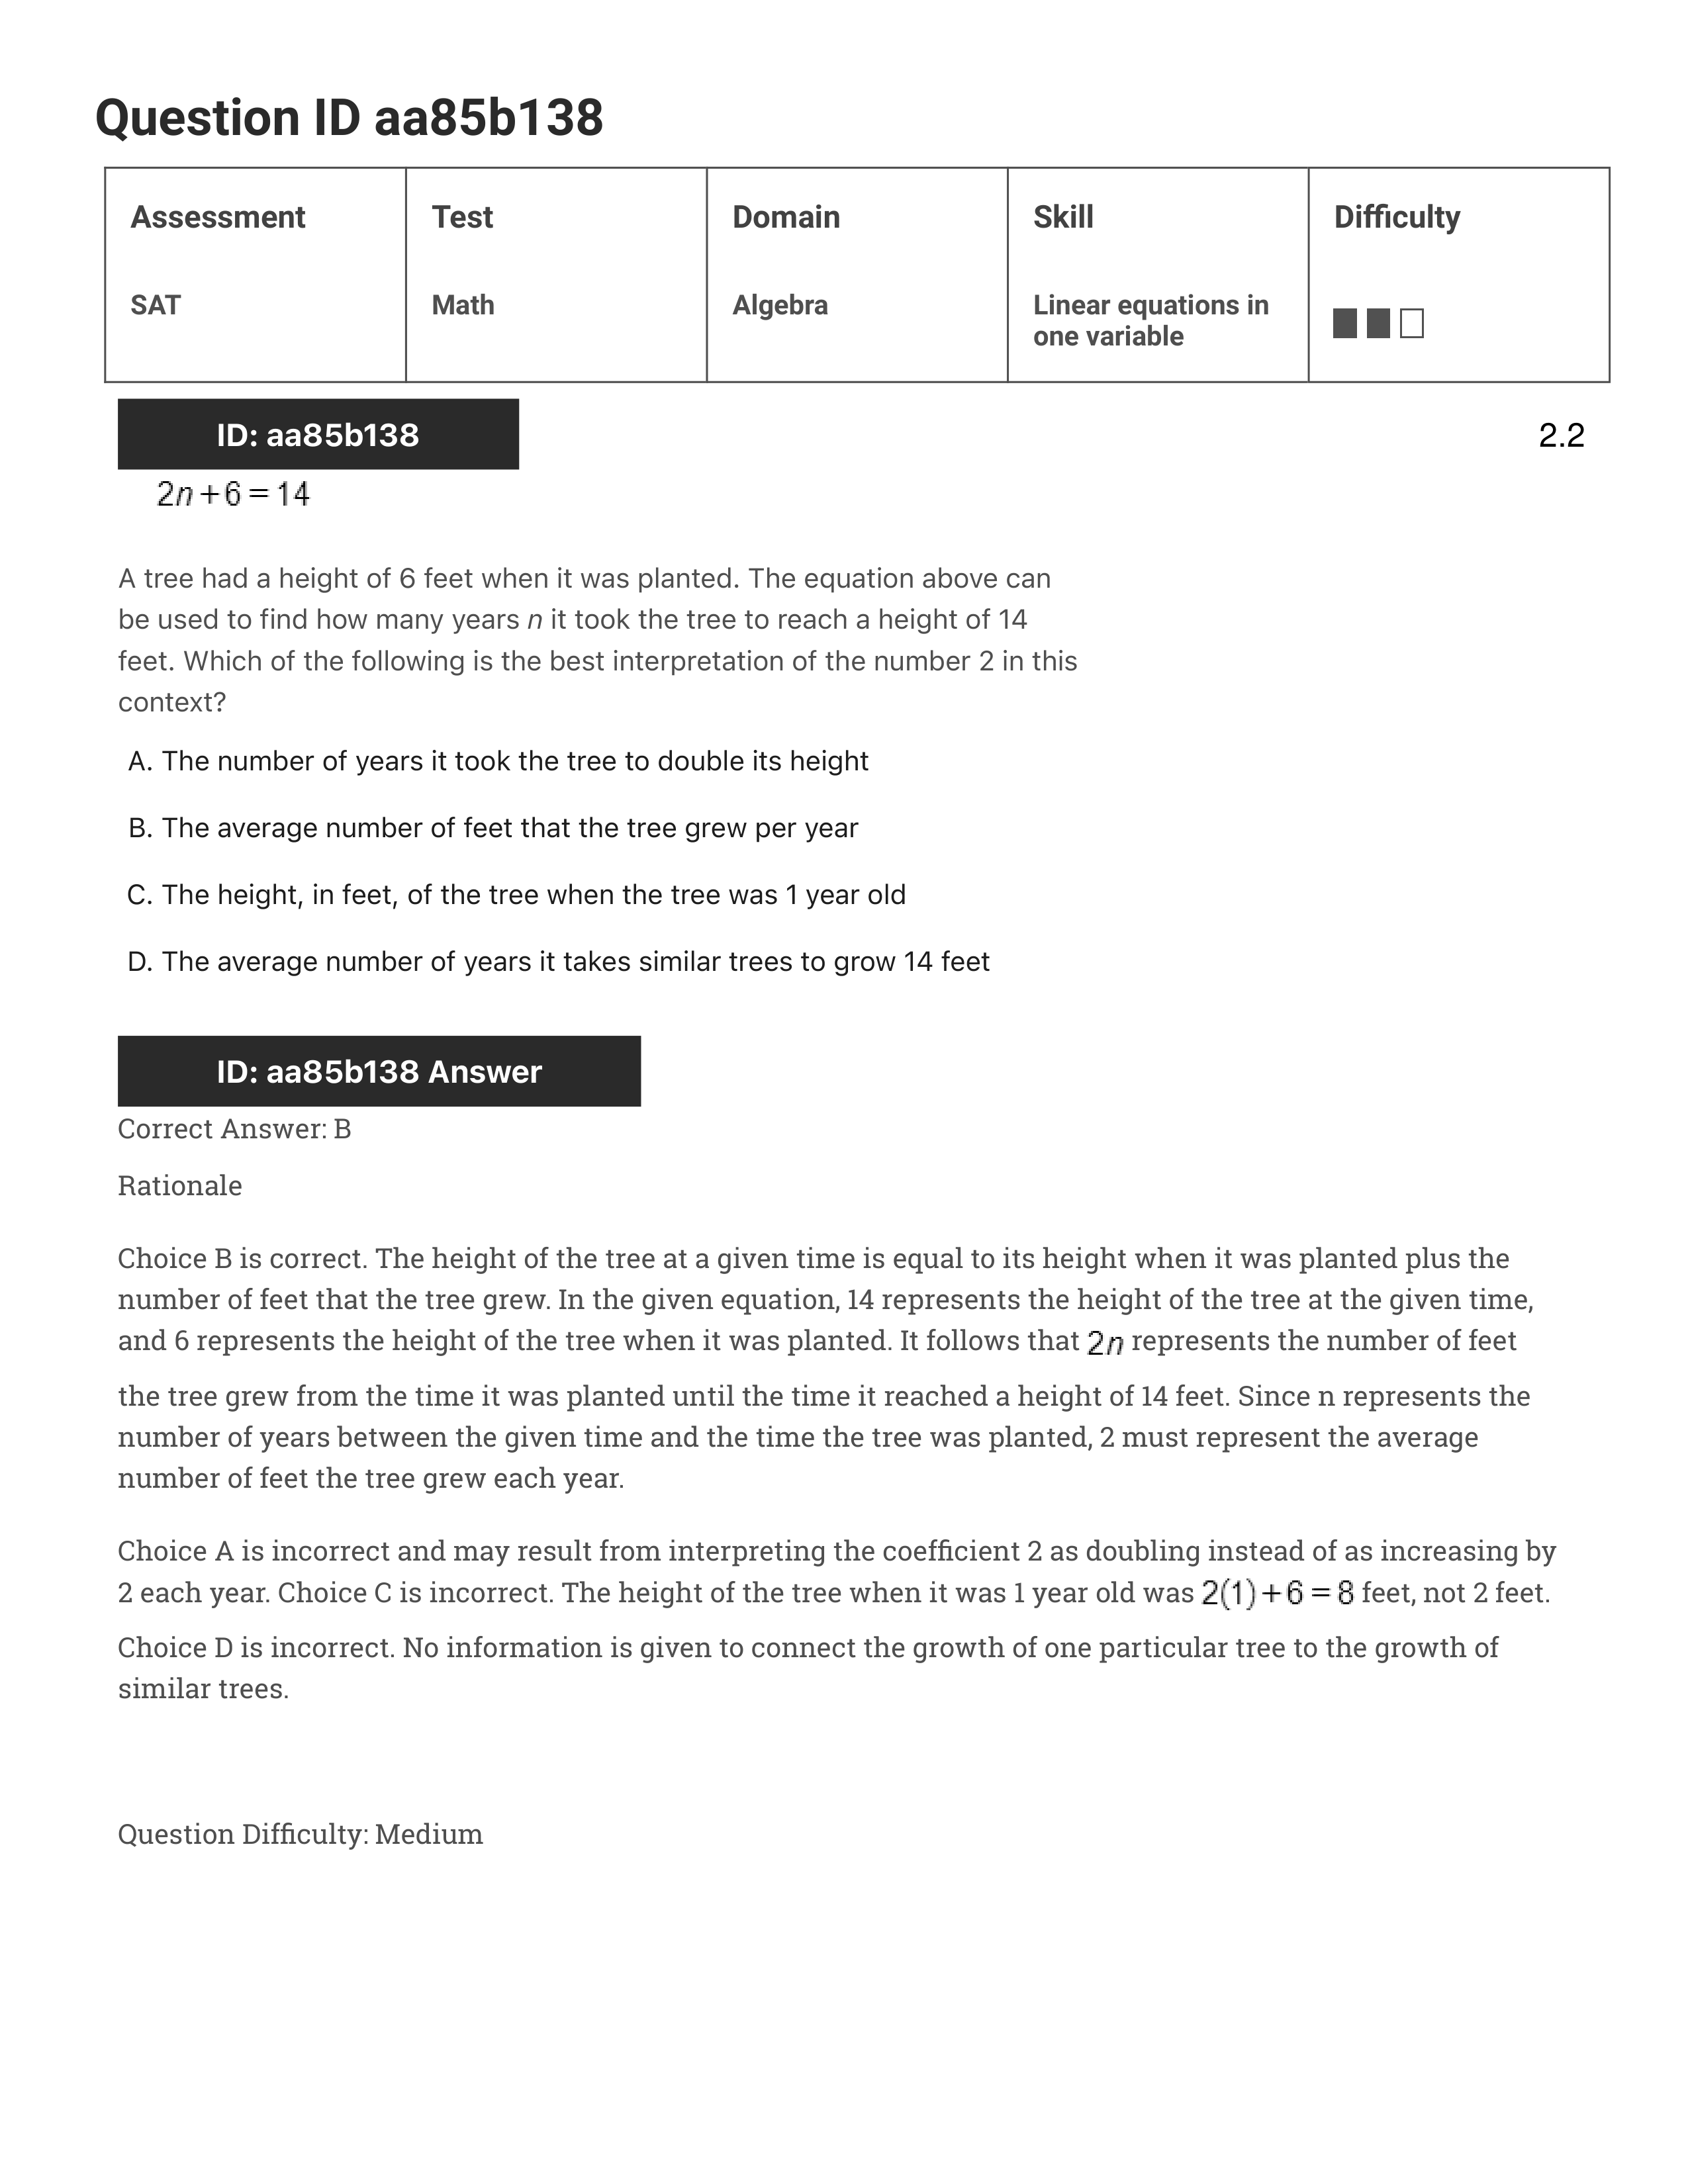 Question ID aa85b138
Assessment
Test
Domain
Skill
Difficulty
SAT
Math
Algebra
Linear equations in
one variable
ID: aa85b138
2.2
2n + 6 = 14
A tree had a height of 6 feet when it was planted. The equation above can
be used to find how many years n it took the tree to reach a height of 14
feet. Which of the following is the best interpretation of the number 2 in this
context?
A. The number of years it took the tree to double its height
B. The average number of feet that the tree grew per year
C. The height, in feet, of the tree when the tree was 1 year old
D. The average number of years it takes similar trees to grow 14 feet
ID: aa85b138 Answer
Correct Answer: B
Rationale
Choice B is correct. The height of the tree at a given time is equal to its height when it was planted plus the
number of feet that the tree grew. In the given equation, 14 represents the height of the tree at the given time,
and 6 represents the height of the tree when it was planted. It follows that 2n represents the number of feet
the tree grew from the time it was planted until the time it reached a height of 14 feet. Since n represents the
number of years between the given time and the time the tree was planted, 2 must represent the average
number of feet the tree grew each year.
Choice A is incorrect and may result from interpreting the coefficient 2 as doubling instead of as increasing by
2 each year. Choice C is incorrect. The height of the tree when it was 1 year old was 2(1) + 6 = 8 feet, not 2 feet.
Choice D is incorrect. No information is given to connect the growth of one particular tree to the growth of
similar trees.
Question Difficulty: Medium